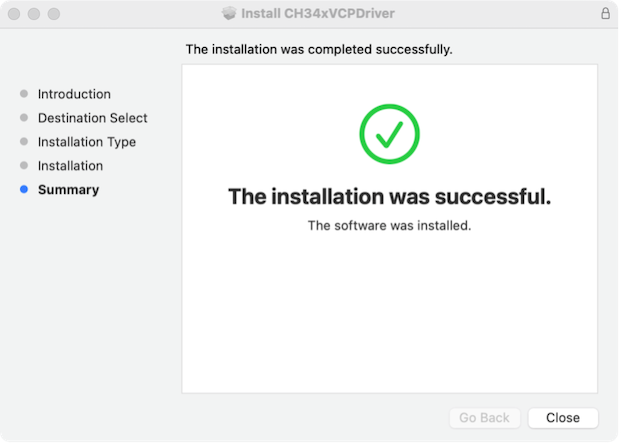 Install CH34xVCPDriver
The installation was completed successfully.
Introduction
Destination Select
Installation Type
Installation
Summary
The installation was successful.
The software was installed.
Go Back
Close